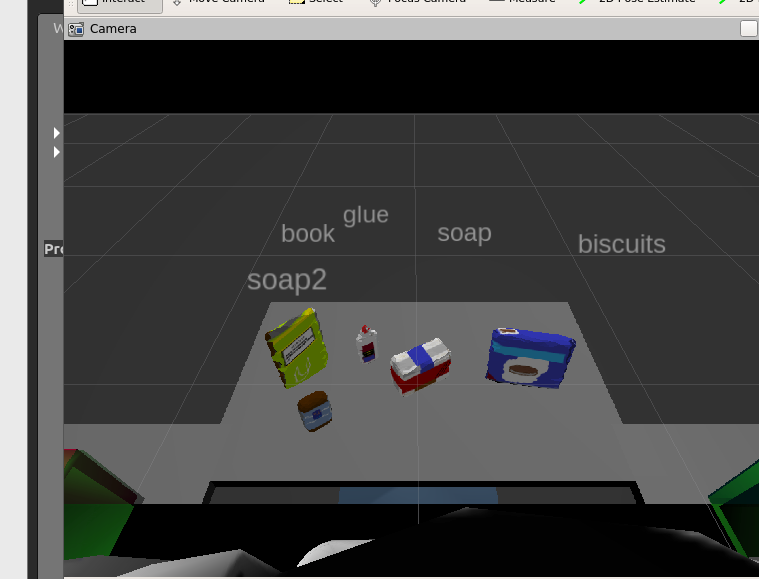 Interact Move Camera Select Focus Camera Measure 2D Pose Estimate 2D
W
Camera
glue
book
soap
biscuits
Pro
soap2